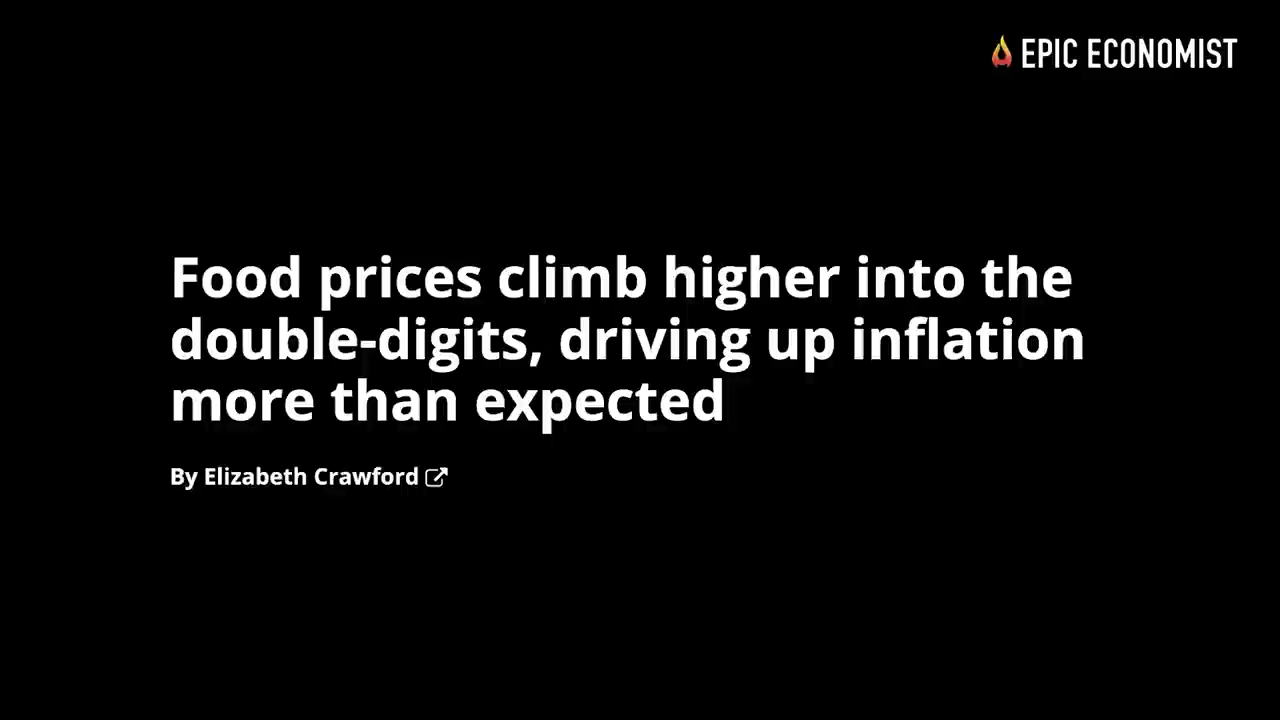 EPIC ECONOMIST
Food prices climb higher into the
double-digits, driving up inflation
more than expected
By Elizabeth Crawford